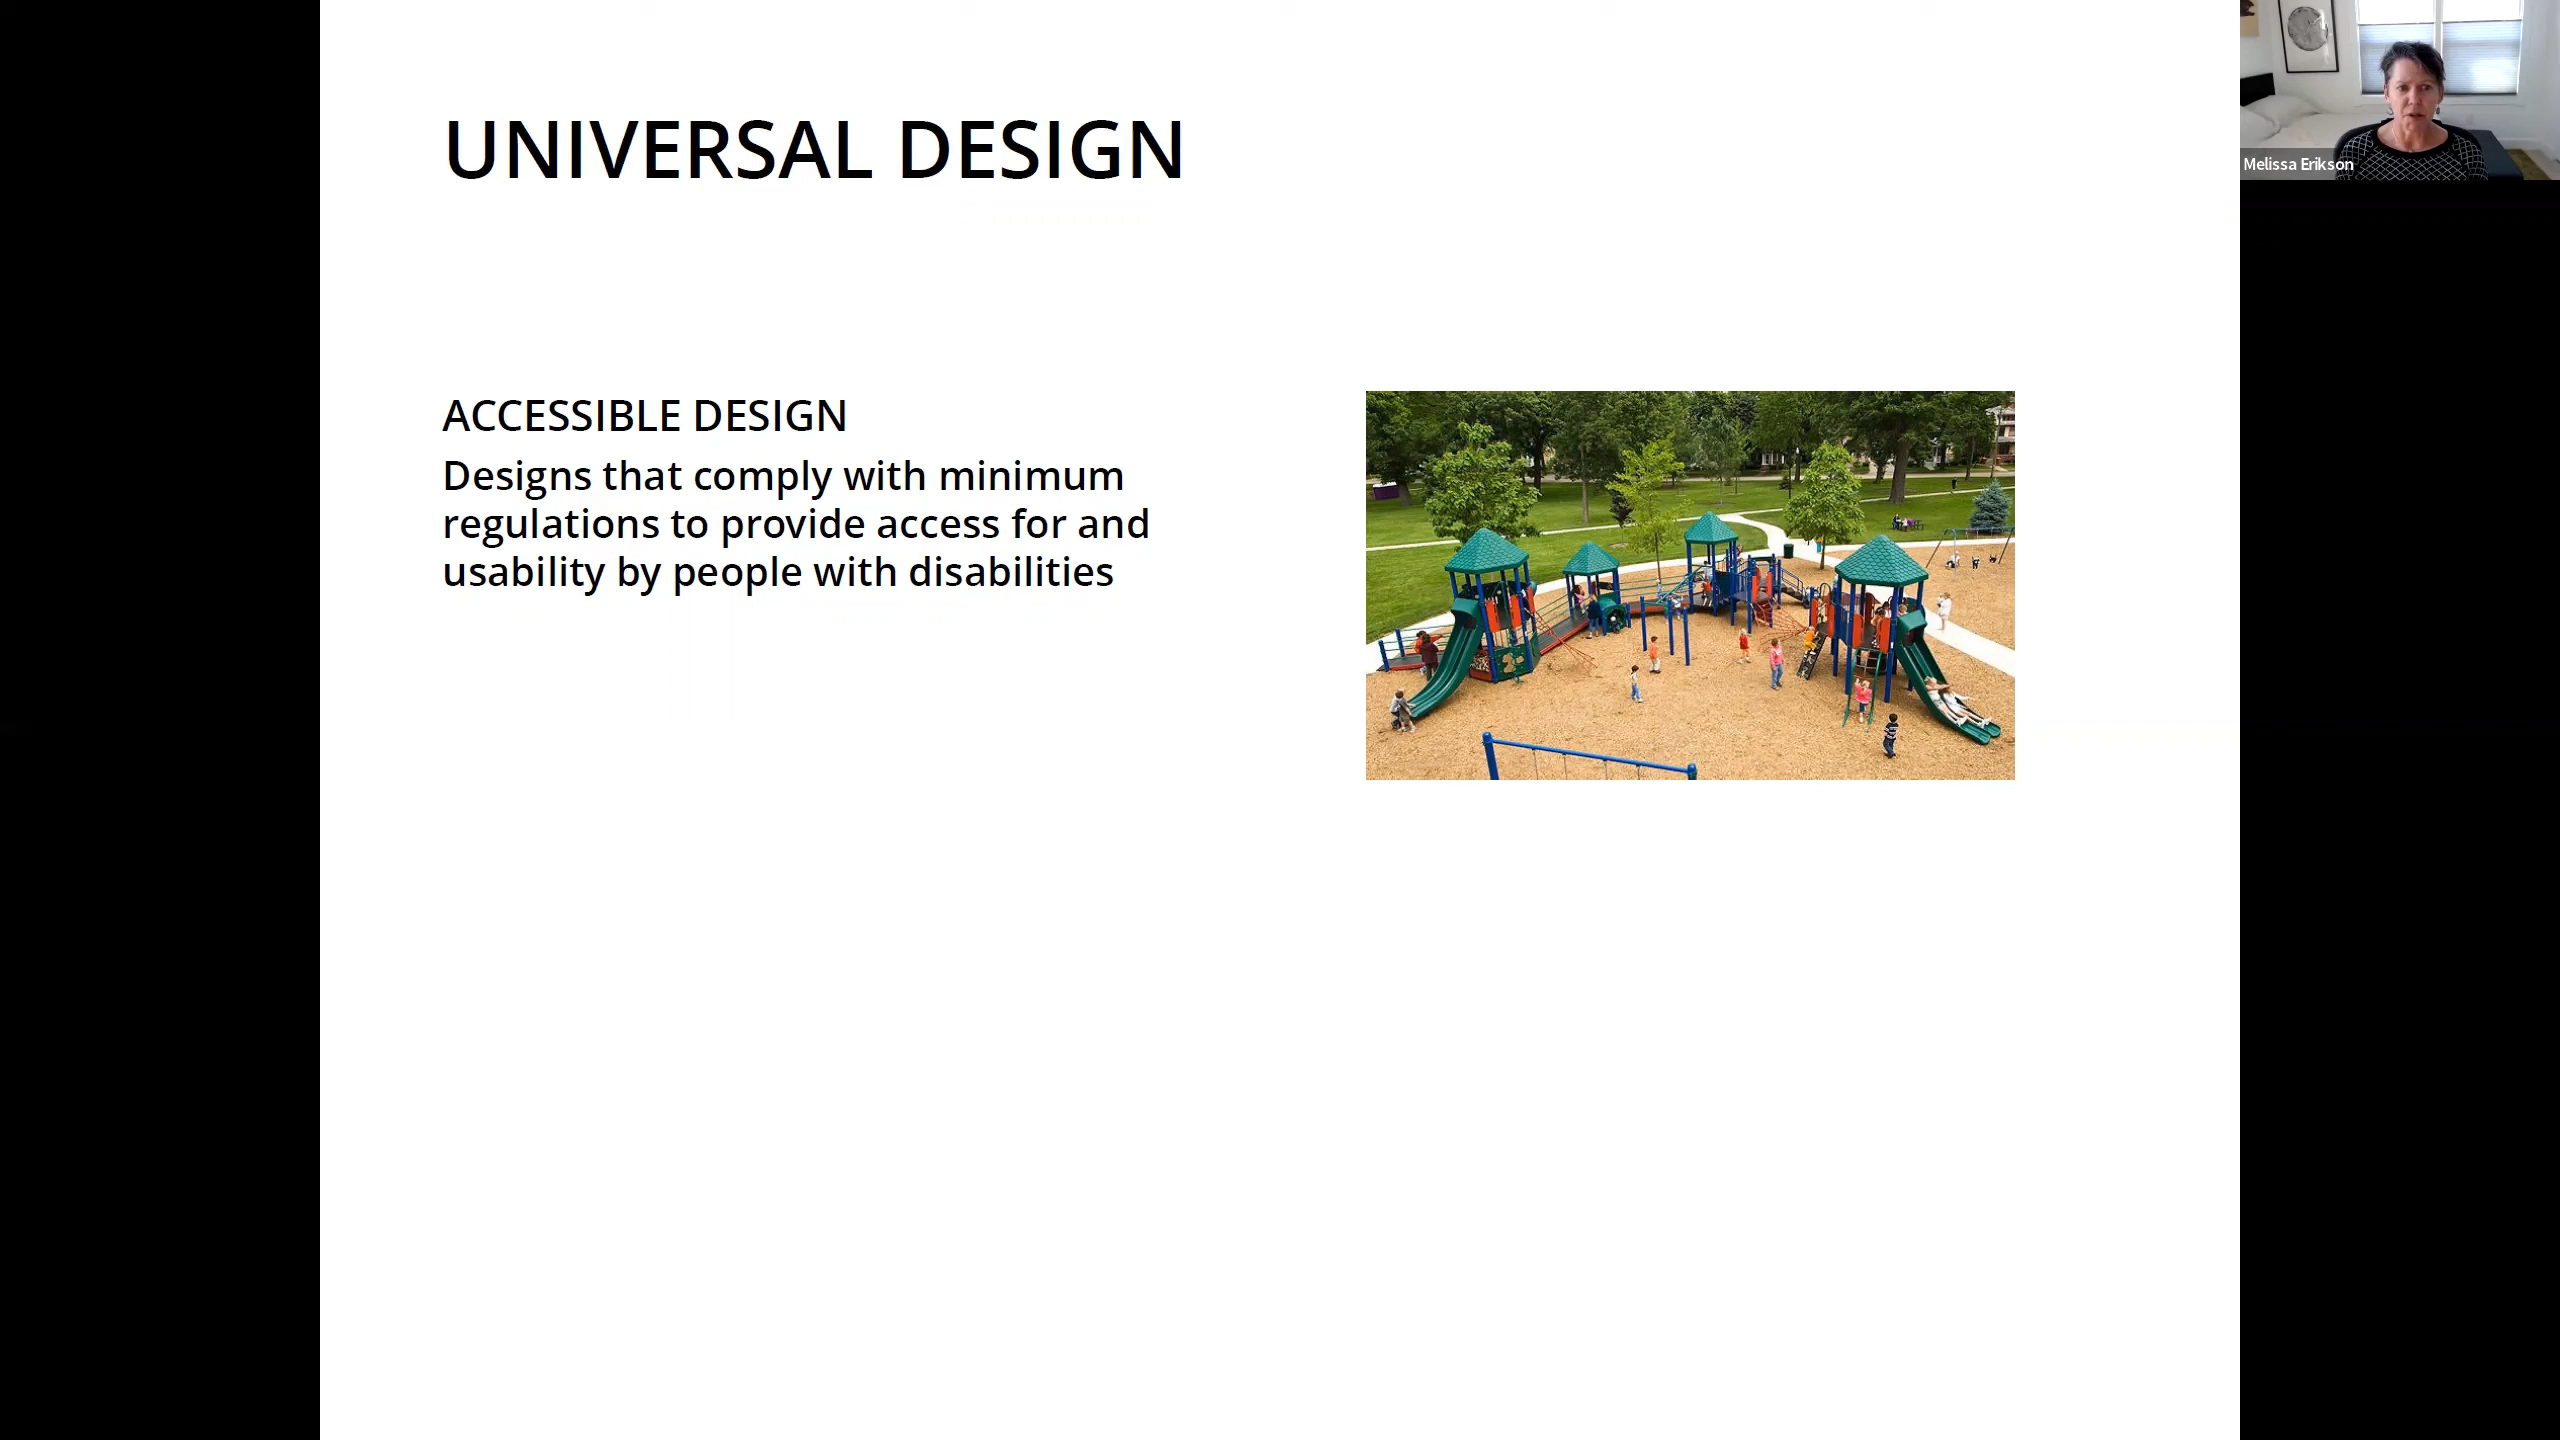 UNIVERSAL DESIGN
Melissa Erikson
ACCESSIBLE DESIGN
Designs that comply with minimum
regulations to provide access for and
usability by people with disabilities